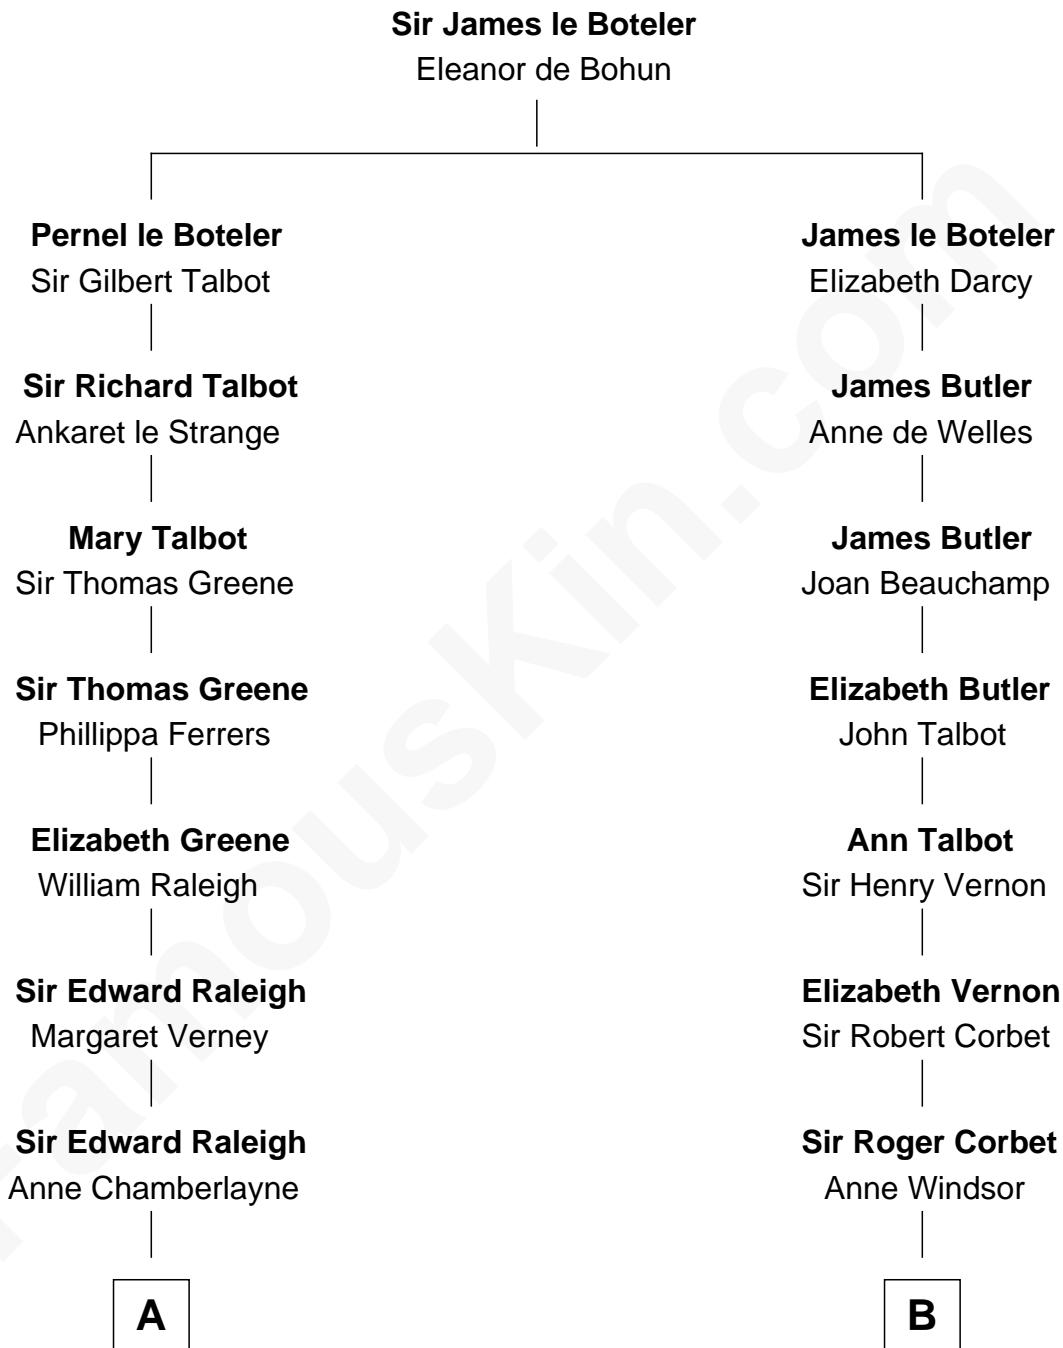 Sir James le Boteler
Eleanor de Bohun
Pernel le Boteler
Sir Gilbert Talbot
James le Boteler
Elizabeth Darcy
Sir Richard Talbot
Ankaret le Strange
James Butler
Anne de Welles
Mary Talbot
Sir Thomas Greene
James Butler
Joan Beauchamp
Sir Thomas Greene
Phillippa Ferrers
Elizabeth Butler
John Talbot
Elizabeth Greene
William Raleigh
Ann Talbot
Sir Henry Vernon
Sir Edward Raleigh
Margaret Verney
Elizabeth Vernon
Sir Robert Corbet
Sir Edward Raleigh
Anne Chamberlayne
Sir Roger Corbet
Anne Windsor
A
B
FamousKin.com